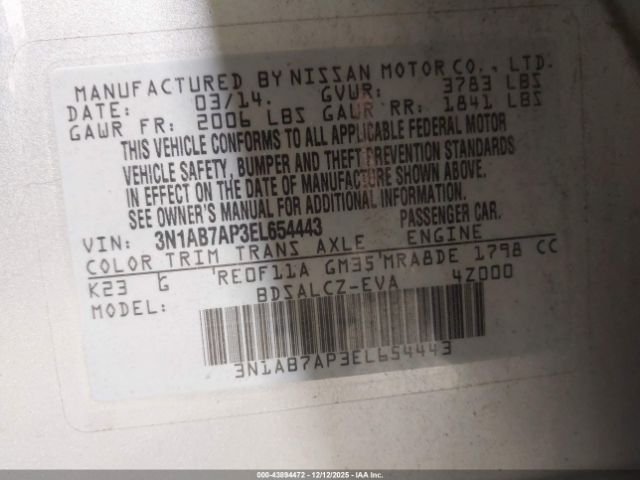 MANUFACTURED BY NISSAN MOTOR CO., LTD.
DATE: 03/14. GVWR: 3783 LBS
GAWR FR: 2006 LBS GAWR RR: 1841 LBS
THIS VEHICLE CONFORMS TO ALL APPLICABLE FEDERAL MOTOR
VEHICLE SAFETY, BUMPER AND THEFT PREVENTION STANDARDS
IN EFFECT ON THE DATE OF MANUFACTURE SHOWN ABOVE.
SEE OWNER'S MANUAL FOR ADDITIONAL INFORMATION.
VIN: 3N1AB7AP3EL654443 PASSENGER CAR.
COLOR TRIM TRANS AXLE ENGINE
K23 G RE0F11A GM35 MRA8DE 1798 CC
MODEL: BDSALCZ-EVA 4Z000
3N1AB7AP3EL654443
00-43894472 - 12/12/2025 - IAA Inc.